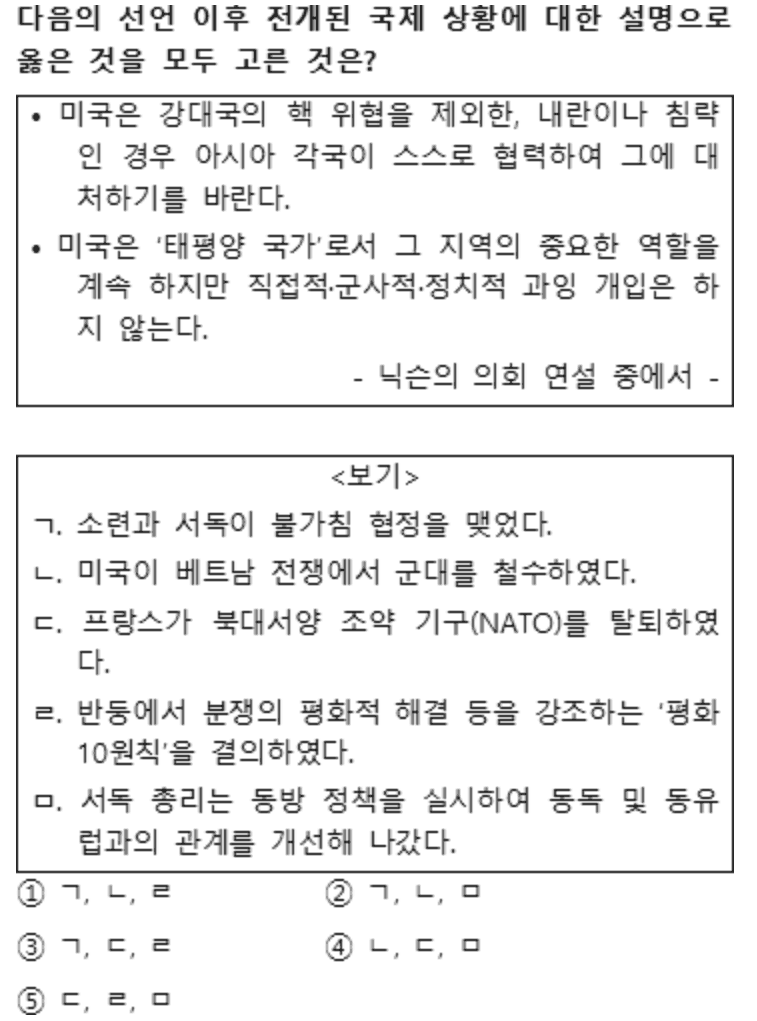 다음의 선언 이후 전개된 국제 상황에 대한 설명으로
옳은 것을 모두 고른 것은?
• 미국은 강대국의 핵 위협을 제외한, 내란이나 침략
인 경우 아시아 각국이 스스로 협력하여 그에 대
처하기를 바란다.
• 미국은 '태평양 국가'로서 그 지역의 중요한 역할을
계속 하지만 직접적·군사적·정치적 과잉 개입은 하
지 않는다.
- 닉슨의 의회 연설 중에서 -
<보기>
ㄱ. 소련과 서독이 불가침 협정을 맺었다.
ㄴ. 미국이 베트남 전쟁에서 군대를 철수하였다.
ㄷ. 프랑스가 북대서양 조약 기구(NATO)를 탈퇴하였
다.
ㄹ. 반둥에서 분쟁의 평화적 해결 등을 강조하는 '평화
10원칙'을 결의하였다.
ㅁ. 서독 총리는 동방 정책을 실시하여 동독 및 동유
럽과의 관계를 개선해 나갔다.
① ㄱ, ㄴ, ㄹ ② ㄱ, ㄴ, ㅁ
③ ㄱ, ㄷ, ㄹ ④ ㄴ, ㄷ, ㅁ
⑤ ㄷ, ㄹ, ㅁ